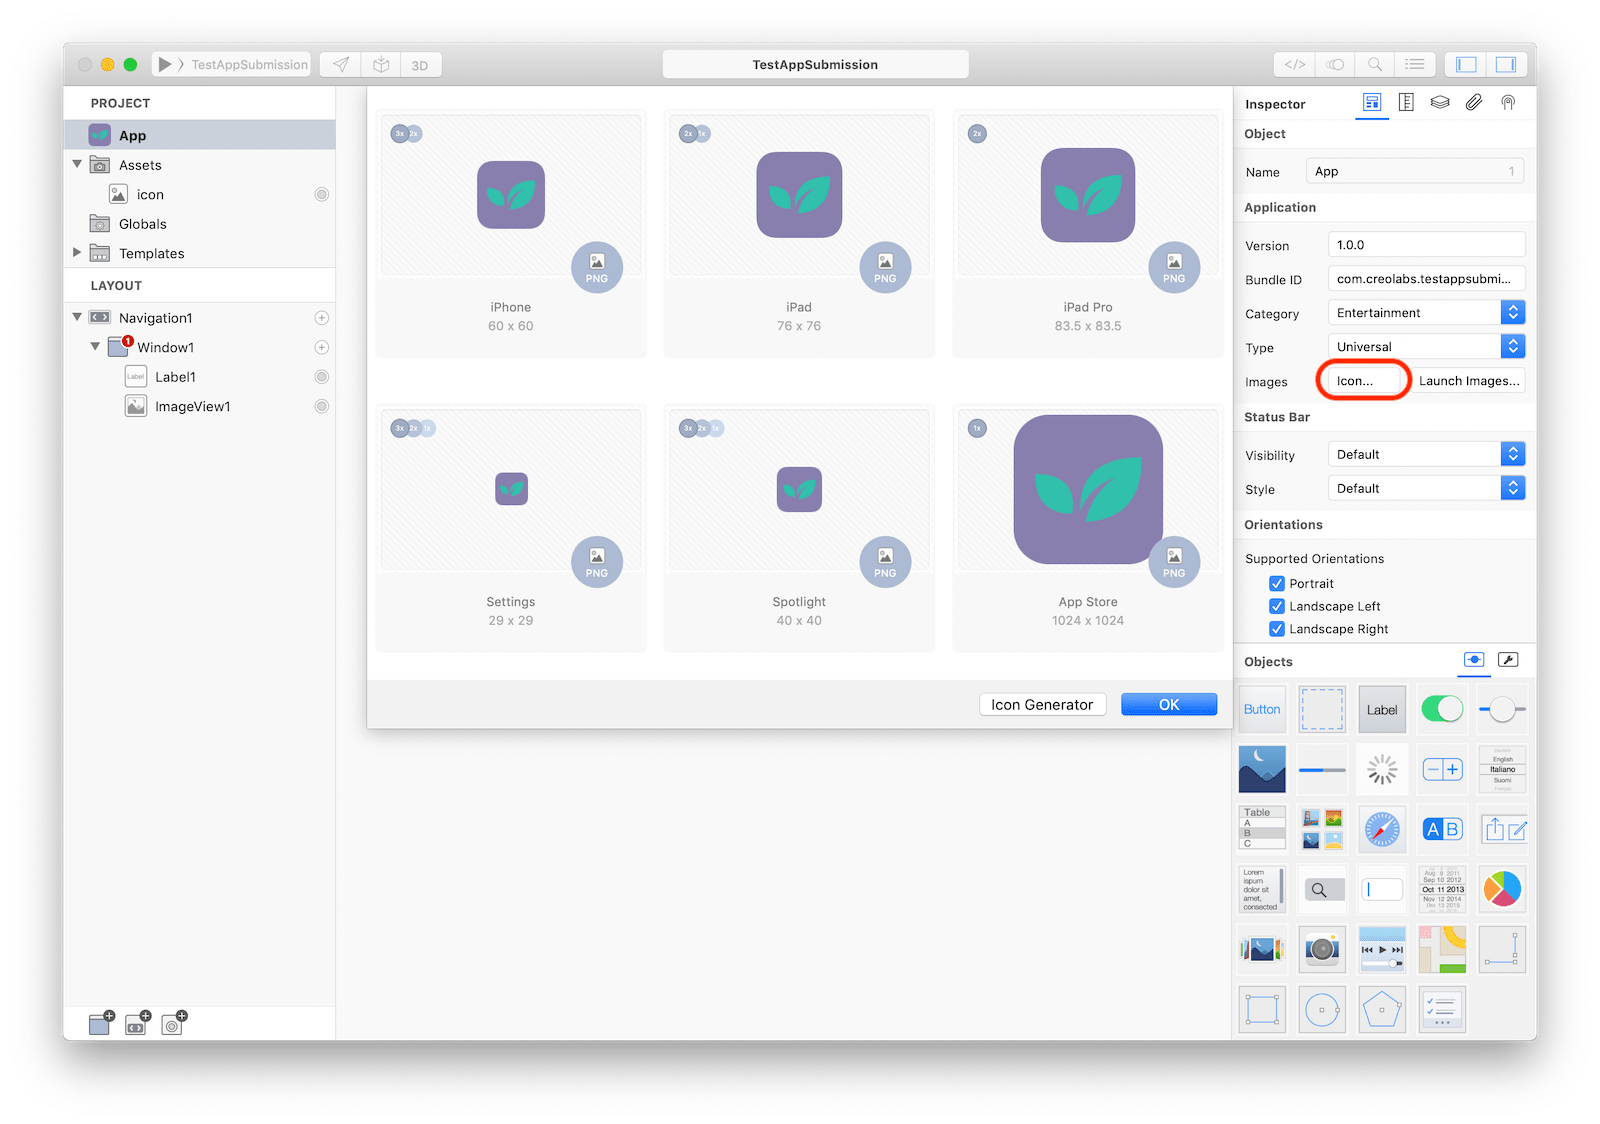 TestAppSubmission
3D
TestAppSubmission
PROJECT
App
Assets
icon
Globals
Templates
LAYOUT
Navigation1
1
Window1
Label
Label1
ImageView1
3x 2x
PNG
iPhone
60 x 60
2x 1x
PNG
iPad
76 x 76
2x
PNG
iPad Pro
83.5 x 83.5
3x 2x 1x
PNG
Settings
29 x 29
3x 2x 1x
PNG
Spotlight
40 x 40
1x
PNG
App Store
1024 x 1024
Icon Generator
OK
Inspector
Object
Name App 1
Application
Version 1.0.0
Bundle ID com.creolabs.testappsubmi...
Category Entertainment
Type Universal
Images Icon... Launch Images...
Status Bar
Visibility Default
Style Default
Orientations
Supported Orientations
Portrait
Landscape Left
Landscape Right
Objects
Button
Label
English
Italiano
Suomi
Table
A
B
C
A B
Lorem
ispum
dolor sit
amet,
consected
Aug 9 2011
Sep 10 2012
Oct 11 2013
Nov 12 2014
Dec 13 2015